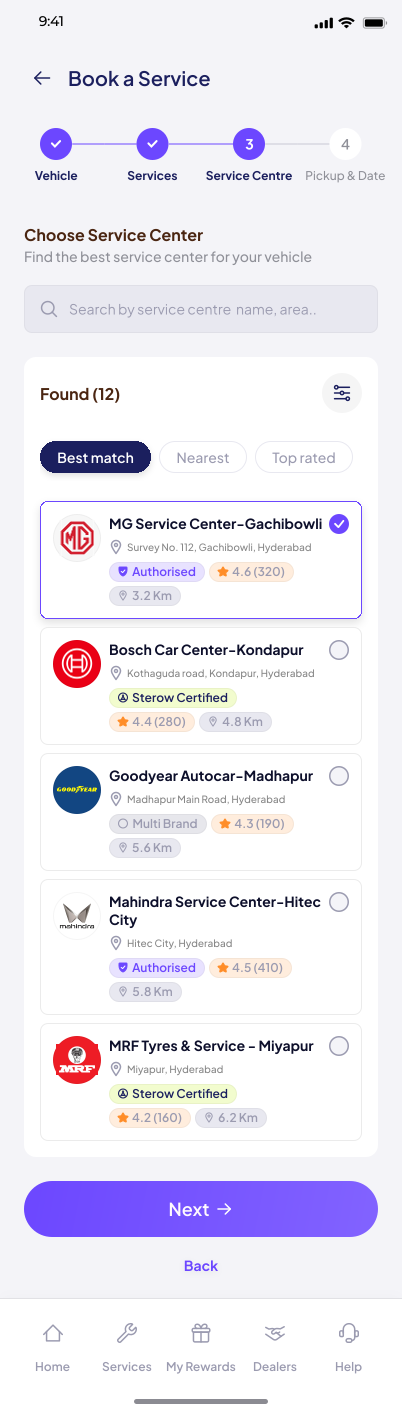 9:41
Book a Service
3
4
Vehicle
Services
Service Centre
Pickup & Date
Choose Service Center
Find the best service center for your vehicle
Search by service centre name, area..
Found (12)
Best match
Nearest
Top rated
MG
MG Service Center-Gachibowli
Survey No. 112, Gachibowli, Hyderabad
Authorised
4.6 (320)
3.2 Km
Bosch Car Center-Kondapur
Kothaguda road, Kondapur, Hyderabad
Sterow Certified
4.4 (280)
4.8 Km
GOODYEAR
Goodyear Autocar-Madhapur
Madhapur Main Road, Hyderabad
Multi Brand
4.3 (190)
5.6 Km
mahindra
Mahindra Service Center-Hitec
City
Hitec City, Hyderabad
Authorised
4.5 (410)
5.8 Km
MRF
MRF Tyres & Service - Miyapur
Miyapur, Hyderabad
Sterow Certified
4.2 (160)
6.2 Km
Next
Back
Home
Services
My Rewards
Dealers
Help